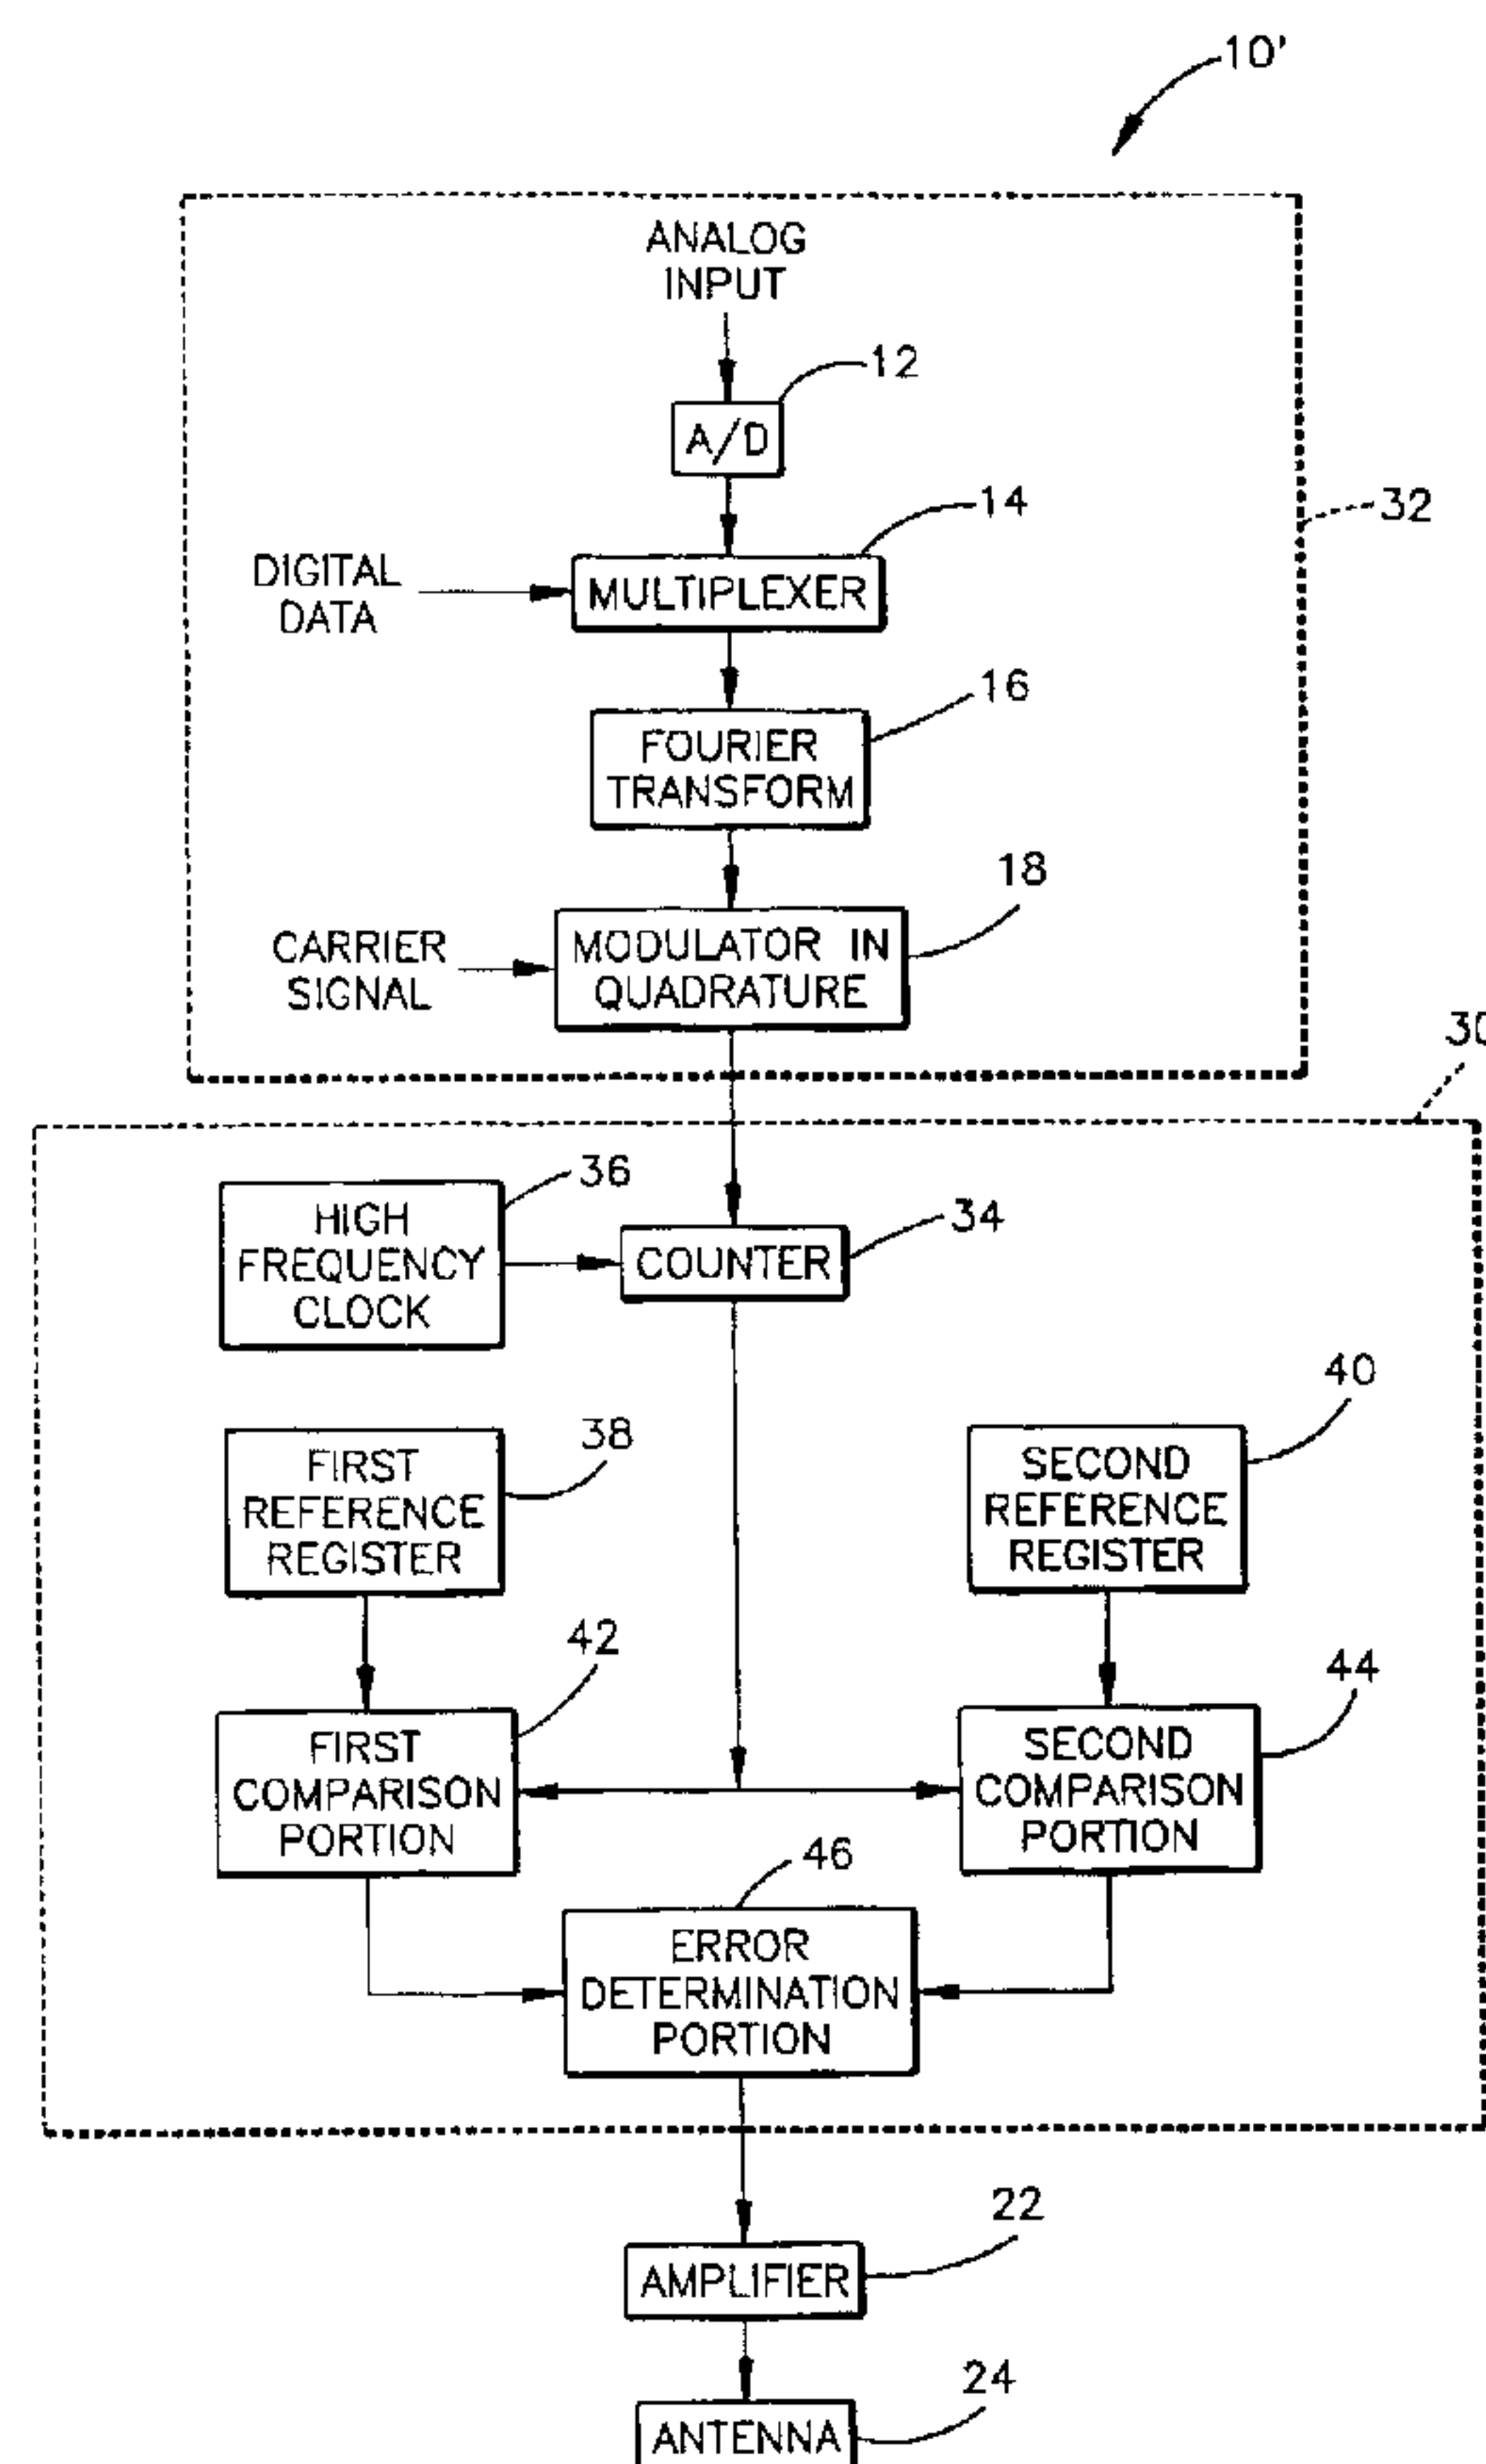 10'
ANALOG
INPUT
12
A/D
14
DIGITAL
DATA
MULTIPLEXER
32
16
FOURIER
TRANSFORM
18
CARRIER
SIGNAL
MODULATOR IN
QUADRATURE
30
36
HIGH
FREQUENCY
CLOCK
34
COUNTER
38
FIRST
REFERENCE
REGISTER
40
SECOND
REFERENCE
REGISTER
42
FIRST
COMPARISON
PORTION
44
SECOND
COMPARISON
PORTION
46
ERROR
DETERMINATION
PORTION
22
AMPLIFIER
24
ANTENNA